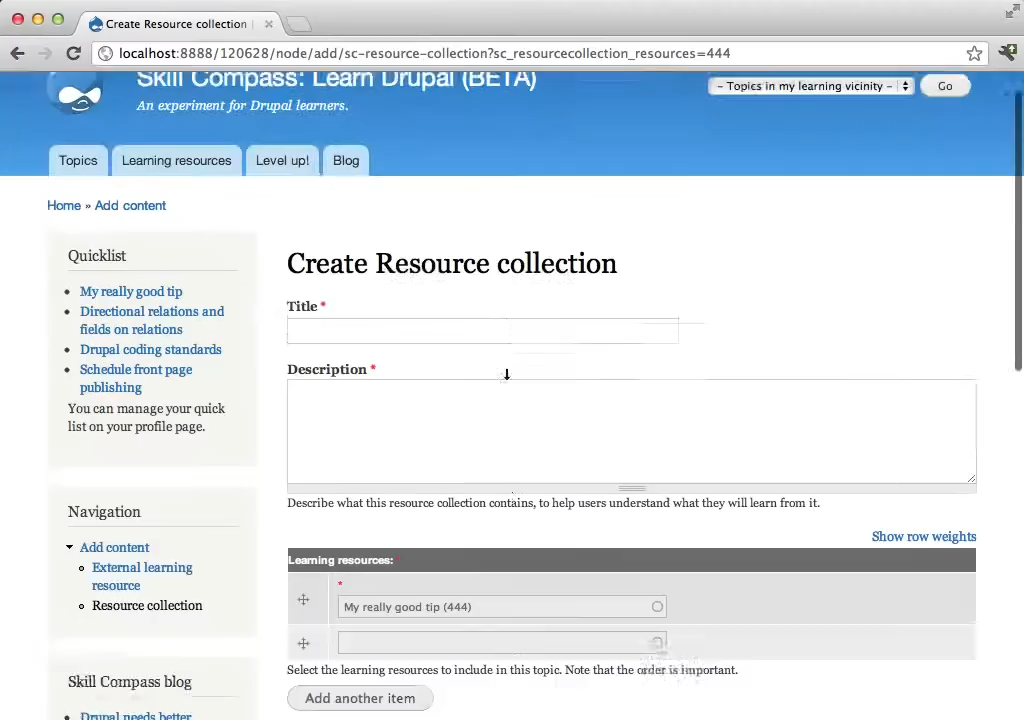 Create Resource collection |
localhost:8888/120628/node/add/sc-resource-collection?sc_resourcecollection_resources=444
Skill Compass: Learn Drupal (BETA)
An experiment for Drupal learners.
- Topics in my learning vicinity -
Go
Topics
Learning resources
Level up!
Blog
Home » Add content
Quicklist
My really good tip
Directional relations and
fields on relations
Drupal coding standards
Schedule front page
publishing
You can manage your quick
list on your profile page.
Navigation
Add content
External learning
resource
Resource collection
Skill Compass blog
Drupal needs better
Create Resource collection
Title *
Description *
Describe what this resource collection contains, to help users understand what they will learn from it.
Show row weights
Learning resources:
*
My really good tip (444)
Select the learning resources to include in this topic. Note that the order is important.
Add another item